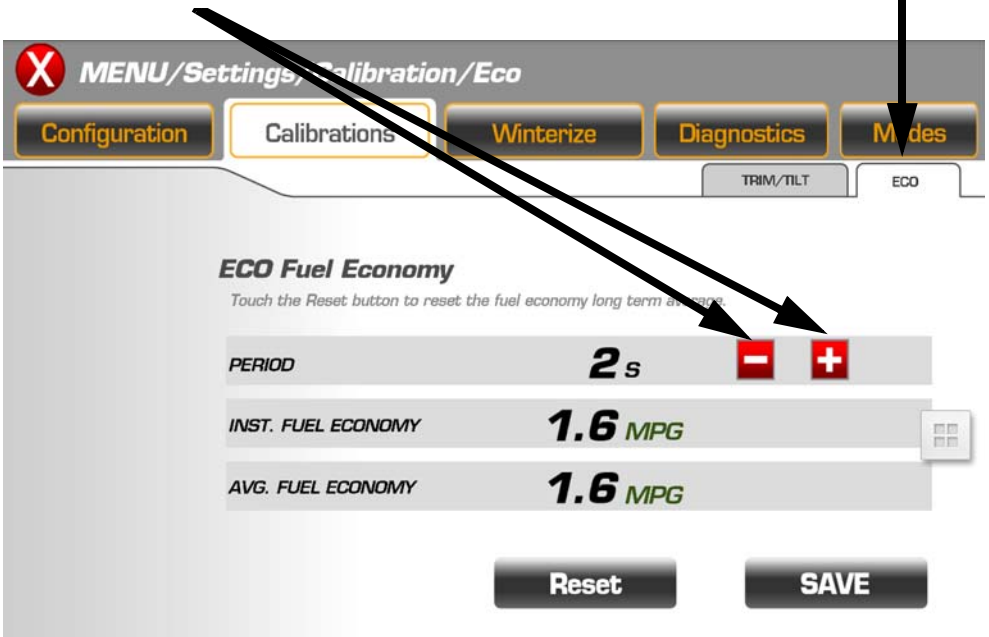 X MENU/Settings/Calibration/Eco
Configuration Calibrations Winterize Diagnostics Modes
TRIM/TILT ECO
ECO Fuel Economy
Touch the Reset button to reset the fuel economy long term average.
PERIOD 2 s - +
INST. FUEL ECONOMY 1.6 MPG
AVG. FUEL ECONOMY 1.6 MPG
Reset SAVE